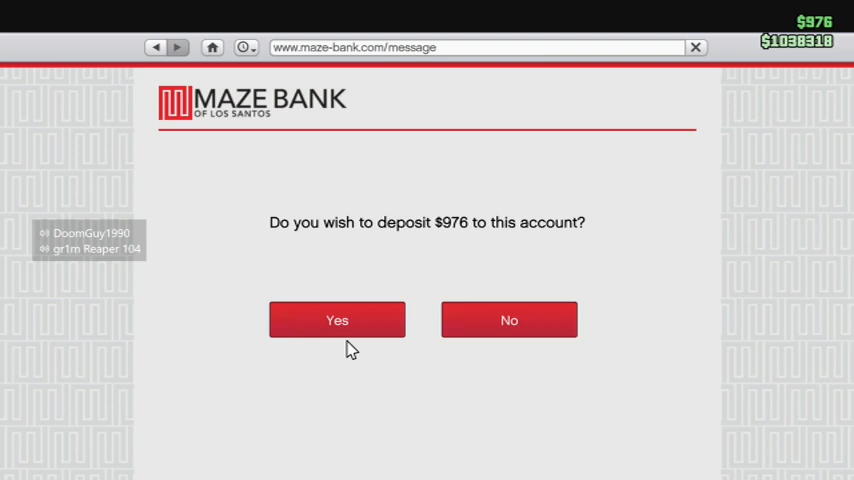 $976
$1038318
www.maze-bank.com/message
MAZE BANK
OF LOS SANTOS
Do you wish to deposit $976 to this account?
DoomGuy1990
gr1m Reaper 104
Yes
No